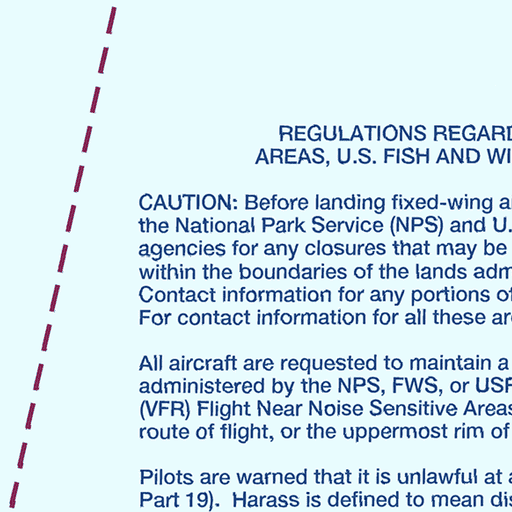 REGULATIONS REGARD
AREAS, U.S. FISH AND WI
CAUTION: Before landing fixed-wing a
the National Park Service (NPS) and U.
agencies for any closures that may be
within the boundaries of the lands adm
Contact information for any portions of
For contact information for all these are
All aircraft are requested to maintain a
administered by the NPS, FWS, or USF
(VFR) Flight Near Noise Sensitive Areas
route of flight, or the uppermost rim of
Pilots are warned that it is unlawful at a
Part 19). Harass is defined to mean dis